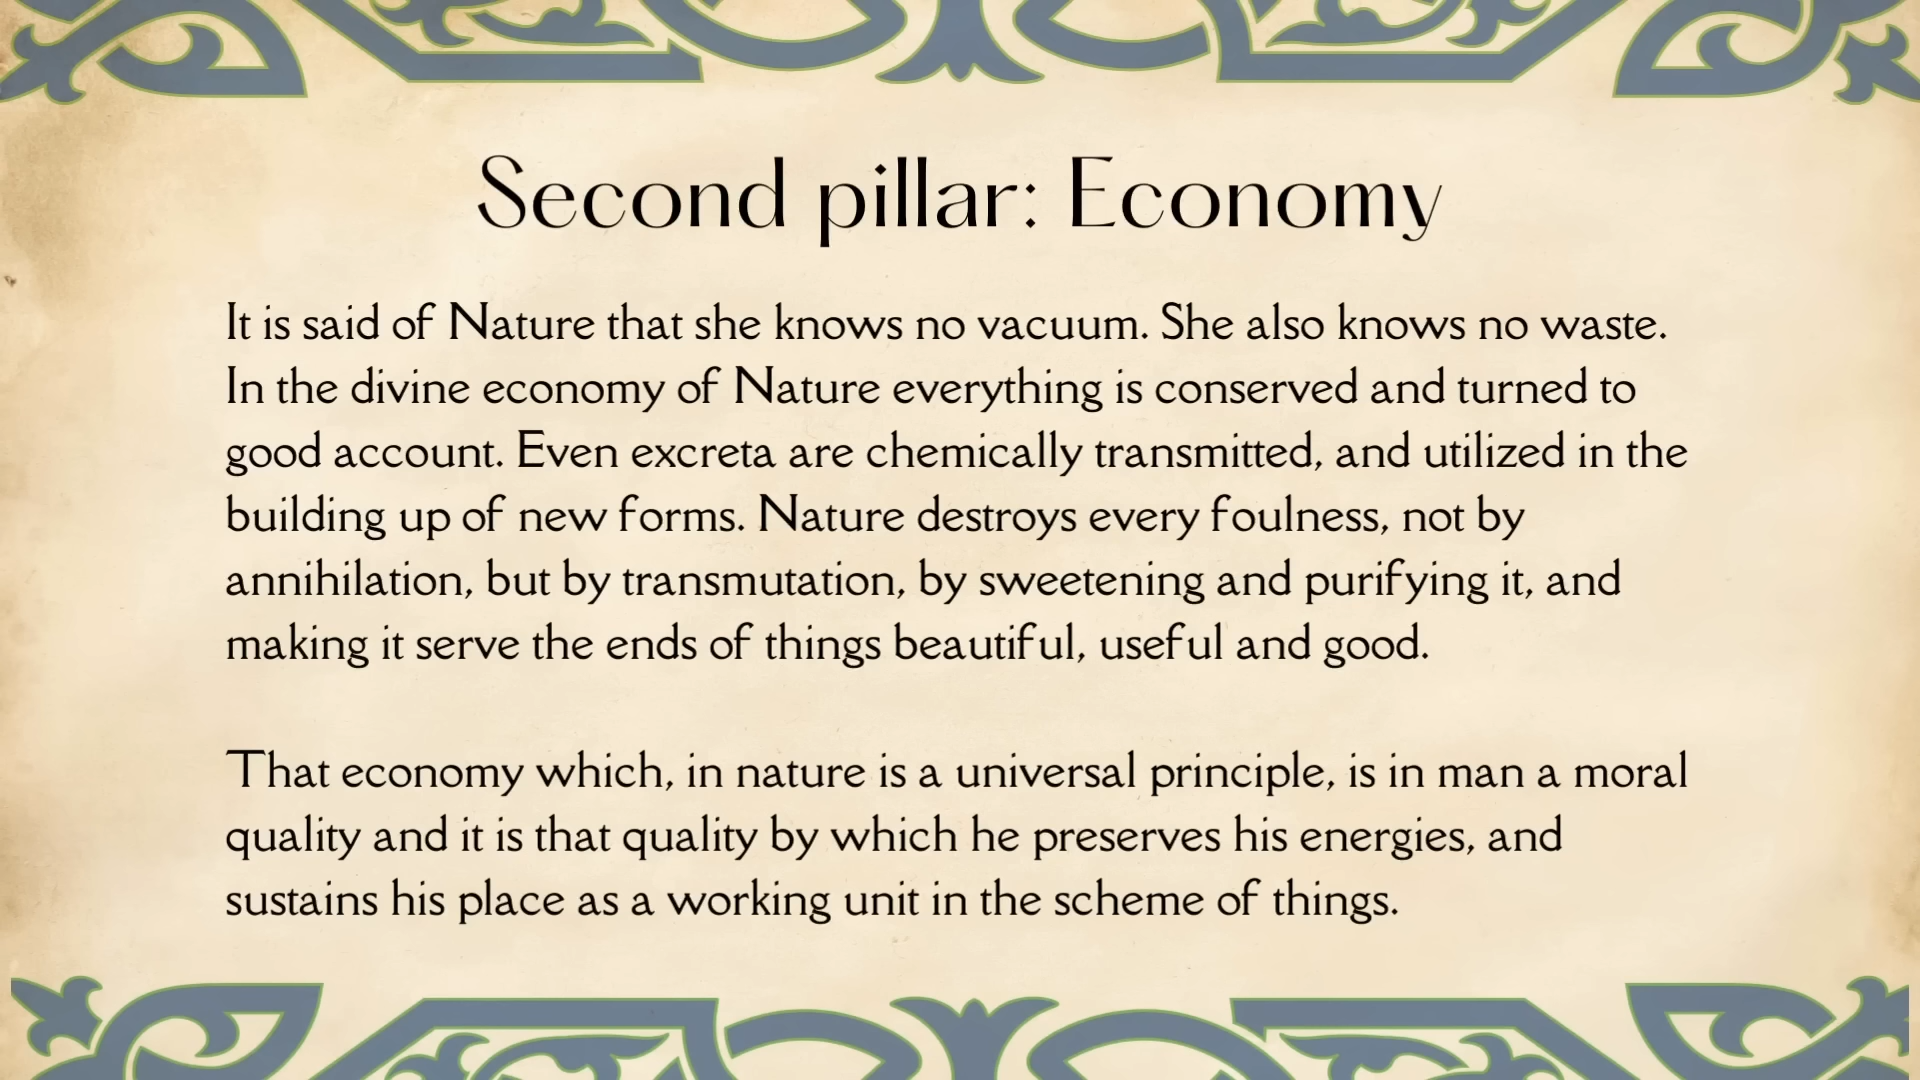 Second pillar: Economy
It is said of Nature that she knows no vacuum. She also knows no waste.
In the divine economy of Nature everything is conserved and turned to
good account. Even excreta are chemically transmitted, and utilized in the
building up of new forms. Nature destroys every foulness, not by
annihilation, but by transmutation, by sweetening and purifying it, and
making it serve the ends of things beautiful, useful and good.
That economy which, in nature is a universal principle, is in man a moral
quality and it is that quality by which he preserves his energies, and
sustains his place as a working unit in the scheme of things.